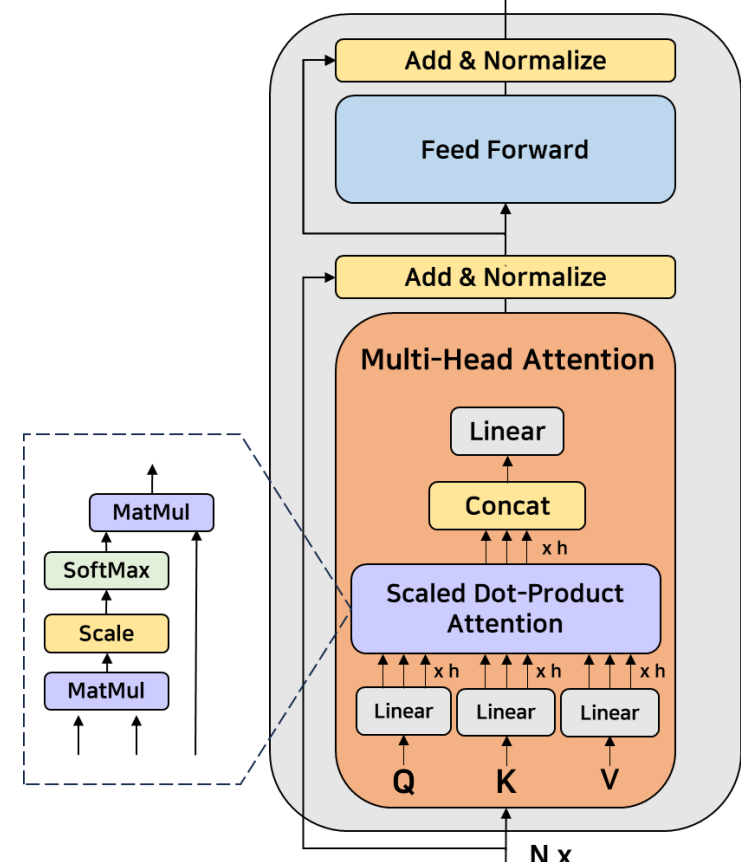 Add & Normalize
Feed Forward
Add & Normalize
Multi-Head Attention
Linear
Concat
x h
Scaled Dot-Product
Attention
x h
x h
x h
Linear
Linear
Linear
Q
K
V
N x
MatMul
SoftMax
Scale
MatMul